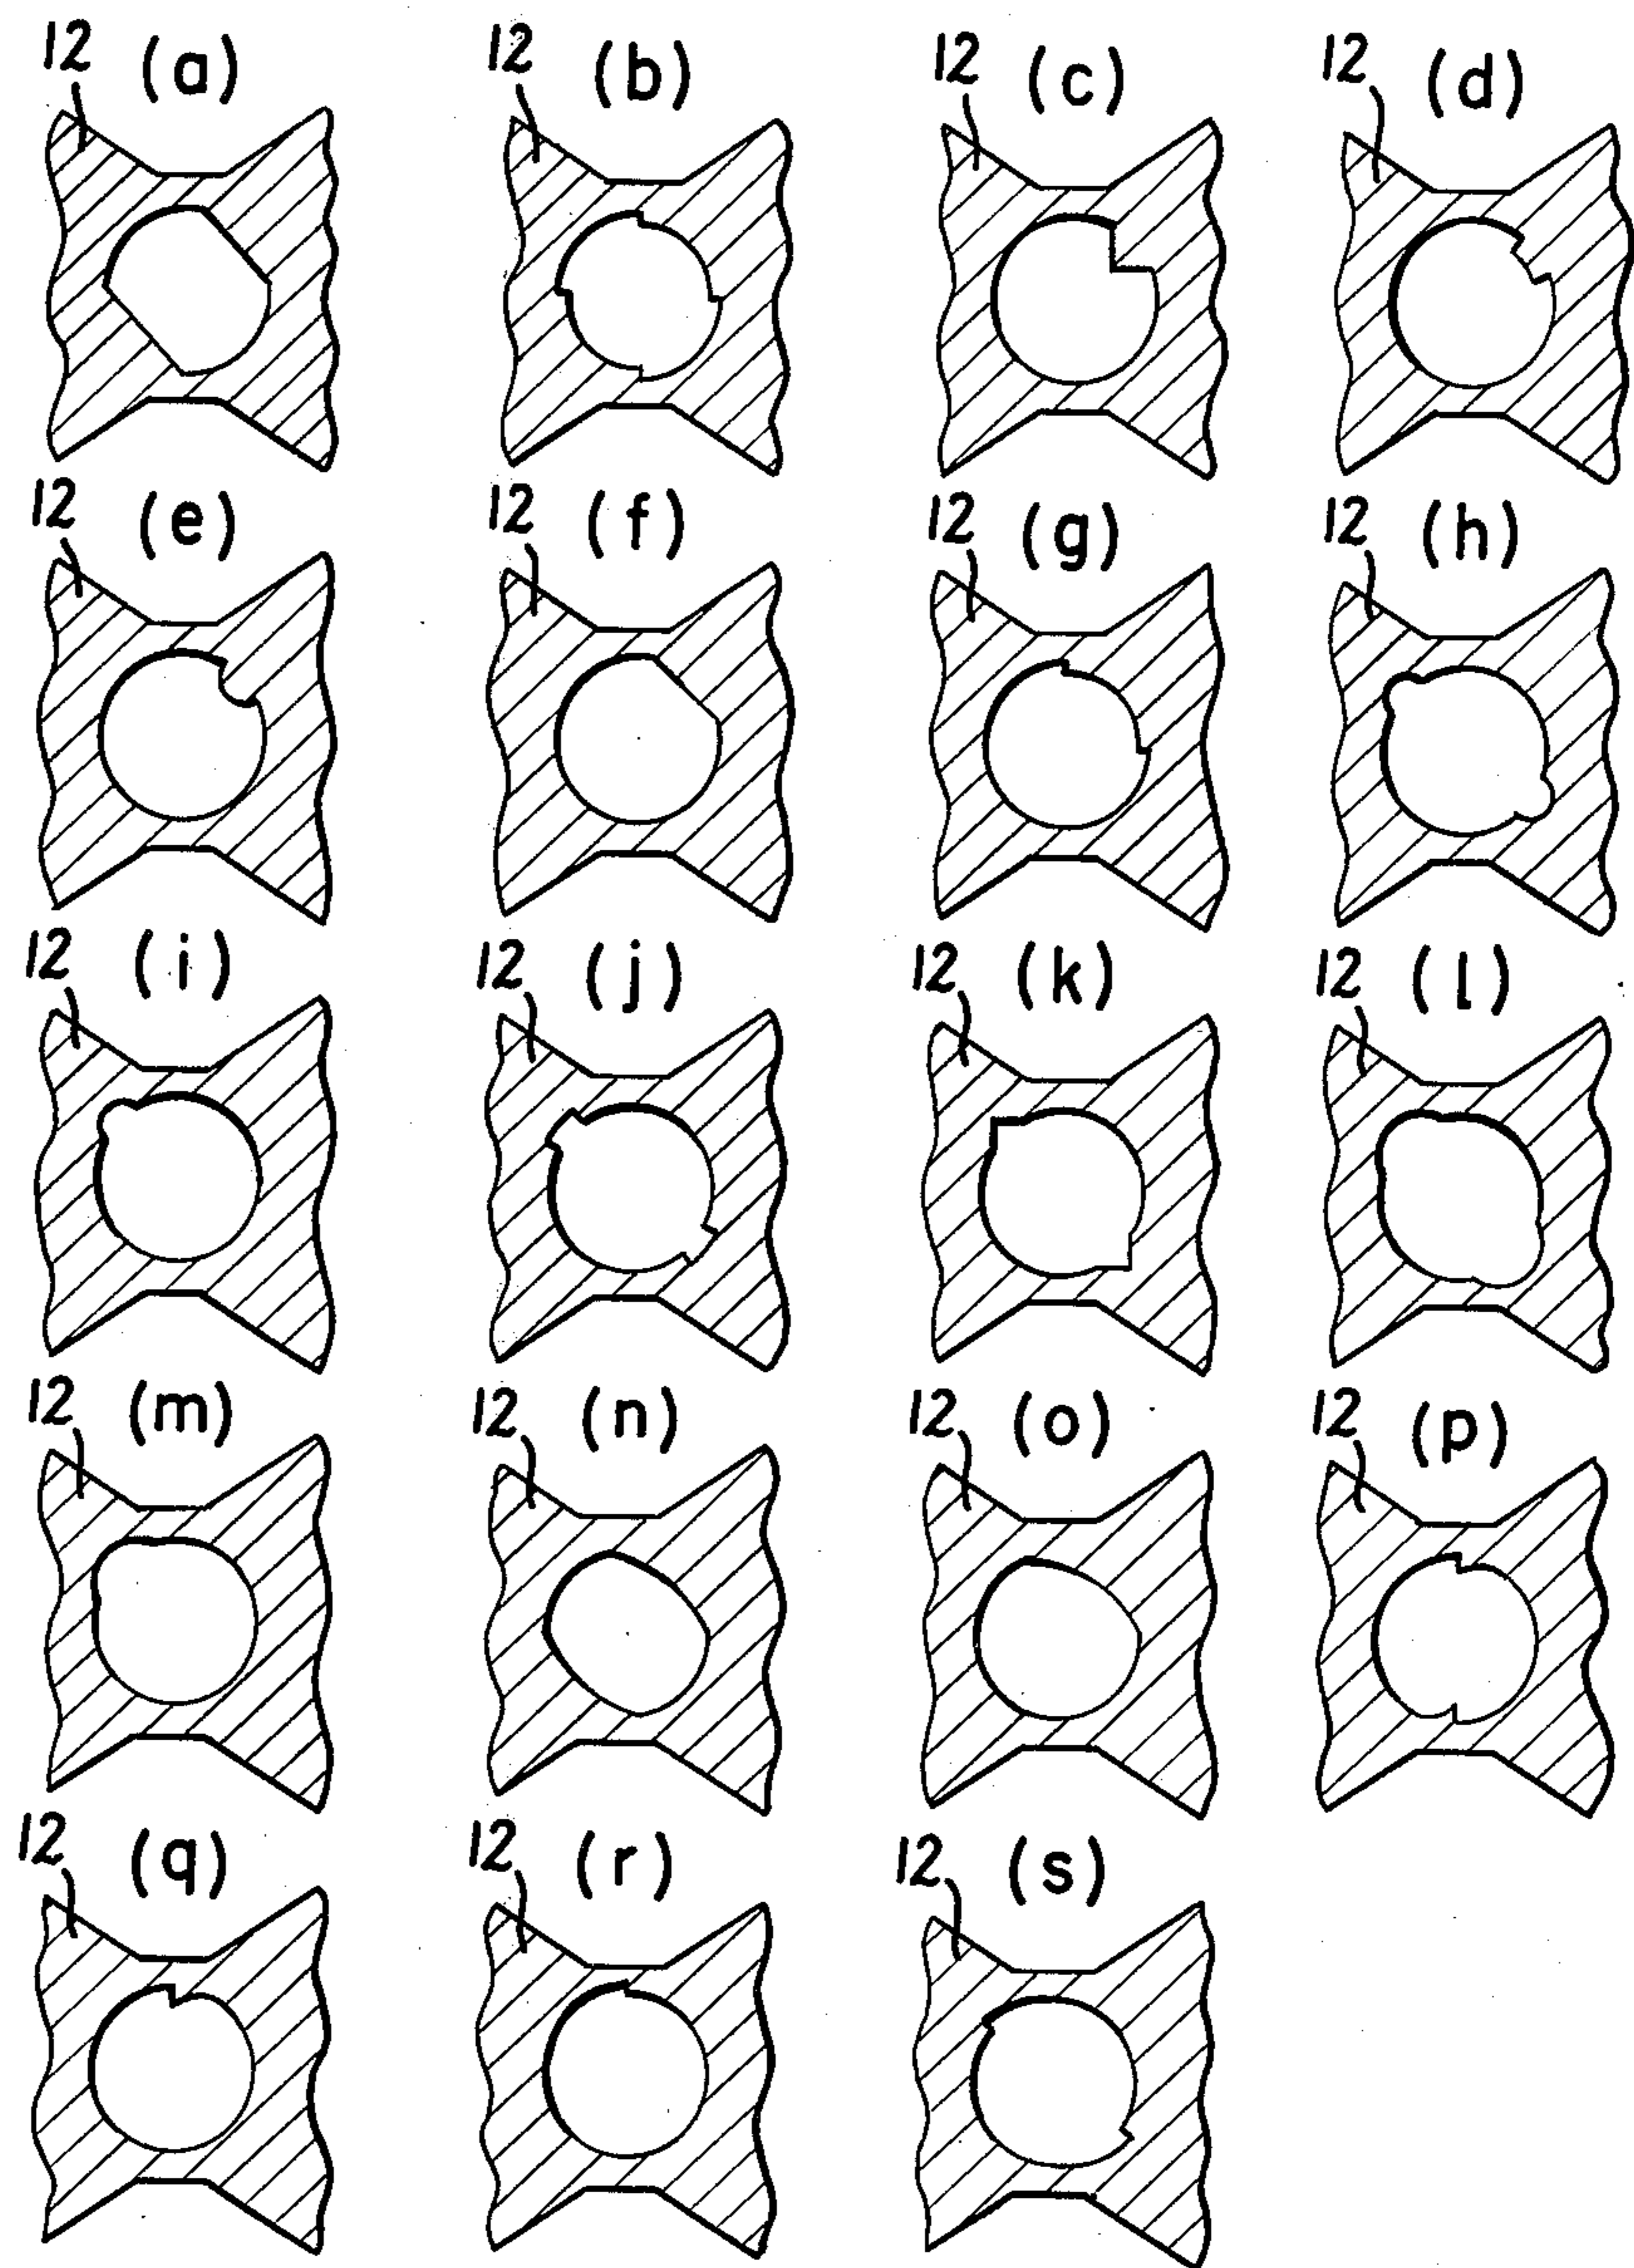 12 (a) 12 (b) 12 (c) 12 (d)
12 (e) 12 (f) 12 (g) 12 (h)
12 (i) 12 (j) 12 (k) 12 (l)
12 (m) 12 (n) 12 (o) 12 (p)
12 (q) 12 (r) 12 (s)